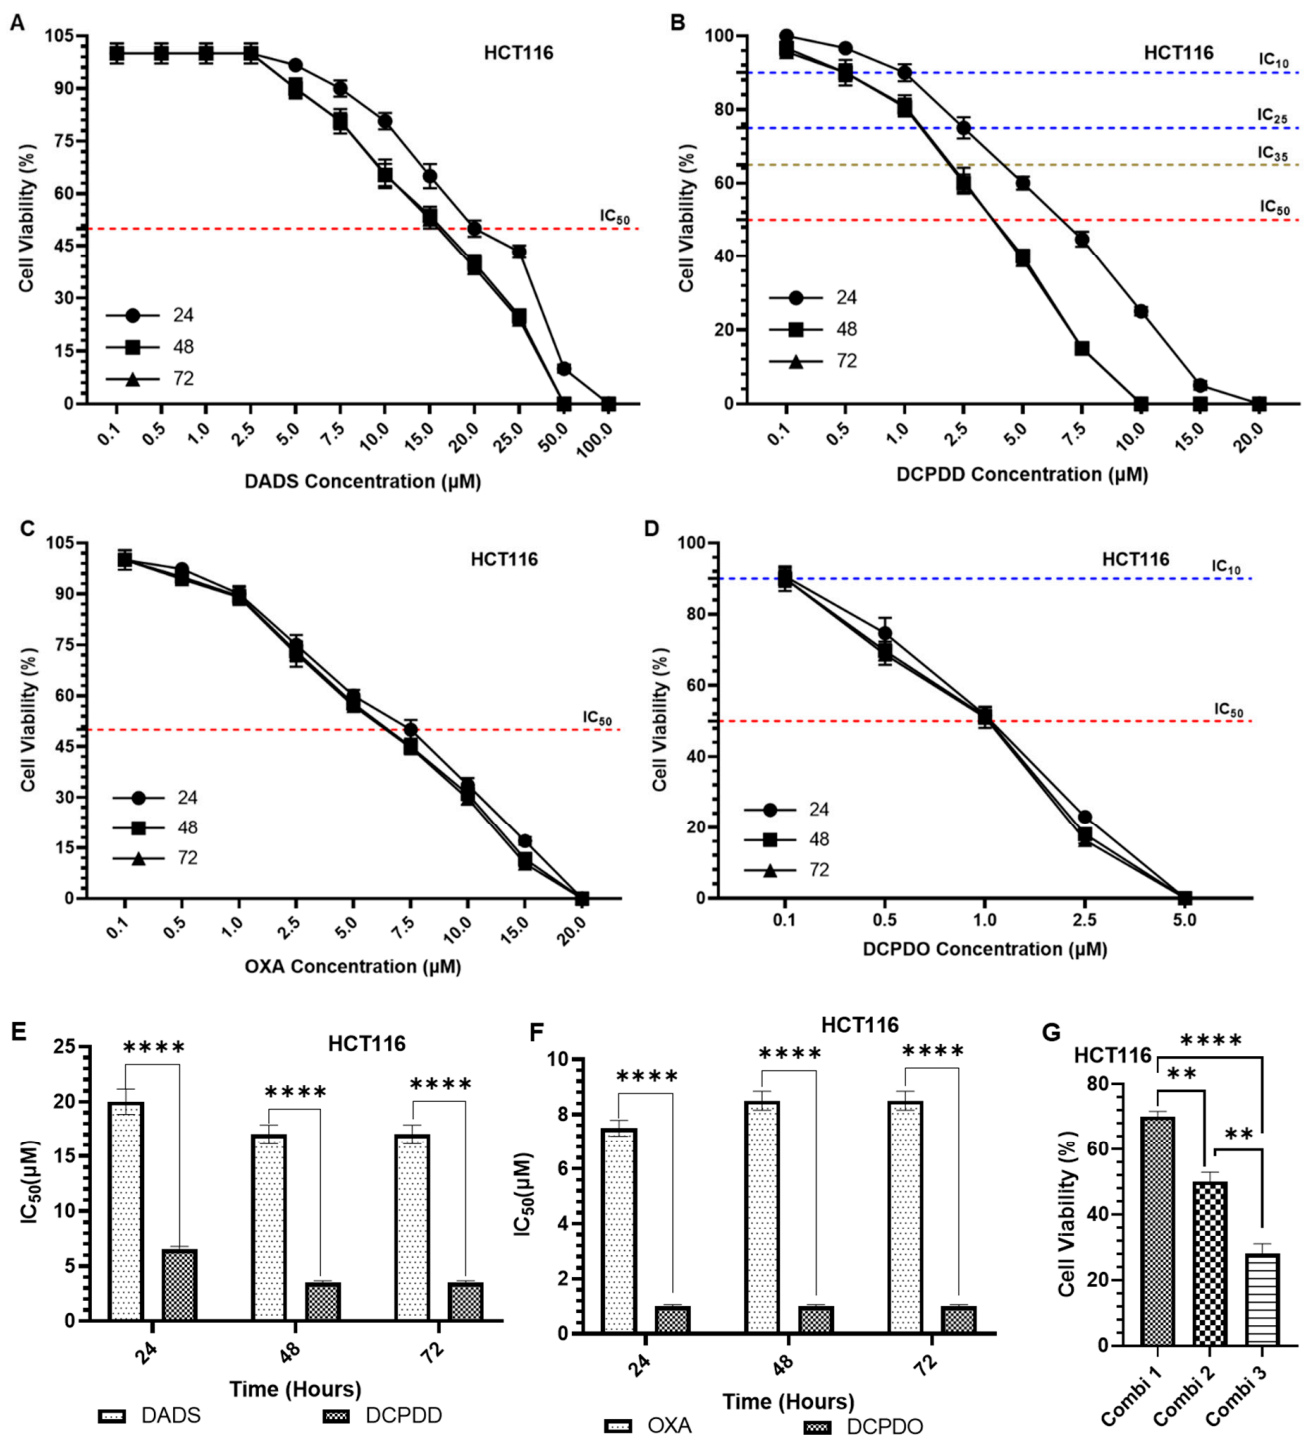 A
HCT116
105
90
75
60
45
30
15
0
Cell Viability (%)
IC50
24
48
72
0.1 0.5 1.0 2.5 5.0 7.5 10.0 15.0 20.0 25.0 50.0 100.0
DADS Concentration (μM)
B
HCT116
100
80
60
40
20
0
Cell Viability (%)
IC10
IC25
IC35
IC50
24
48
72
0.1 0.5 1.0 2.5 5.0 7.5 10.0 15.0 20.0
DCPDD Concentration (μM)
C
HCT116
105
90
75
60
45
30
15
0
Cell Viability (%)
IC50
24
48
72
0.1 0.5 1.0 2.5 5.0 7.5 10.0 15.0 20.0
OXA Concentration (μM)
D
HCT116
100
80
60
40
20
0
Cell Viability (%)
IC10
IC50
24
48
72
0.1 0.5 1.0 2.5 5.0
DCPDO Concentration (μM)
E
HCT116
25
20
15
10
5
0
IC50(μM)
**** **** ****
24 48 72
Time (Hours)
DADS DCPDD
F
HCT116
10
8
6
4
2
0
IC50(μM)
**** **** ****
24 48 72
Time (Hours)
OXA DCPDO
G
HCT116
80
60
40
20
0
Cell Viability (%)
****
**
**
Combi 1 Combi 2 Combi 3